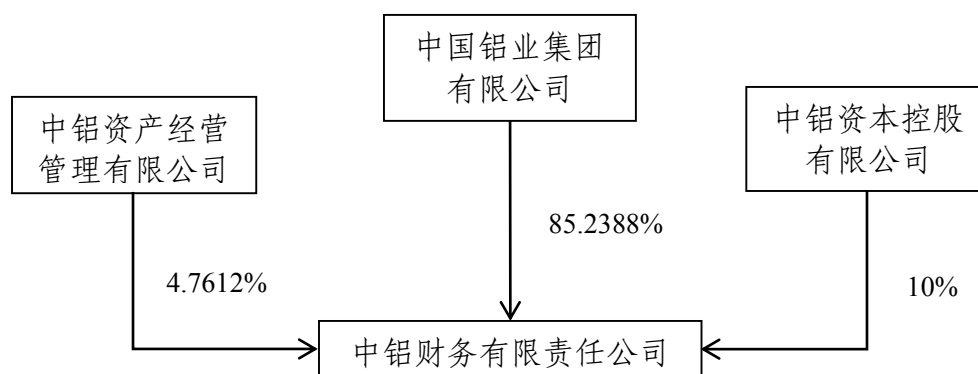 中国铝业集团
有限公司
中铝资产经营
管理有限公司
中铝资本控股
有限公司
85.2388%
4.7612%
10%
中铝财务有限责任公司